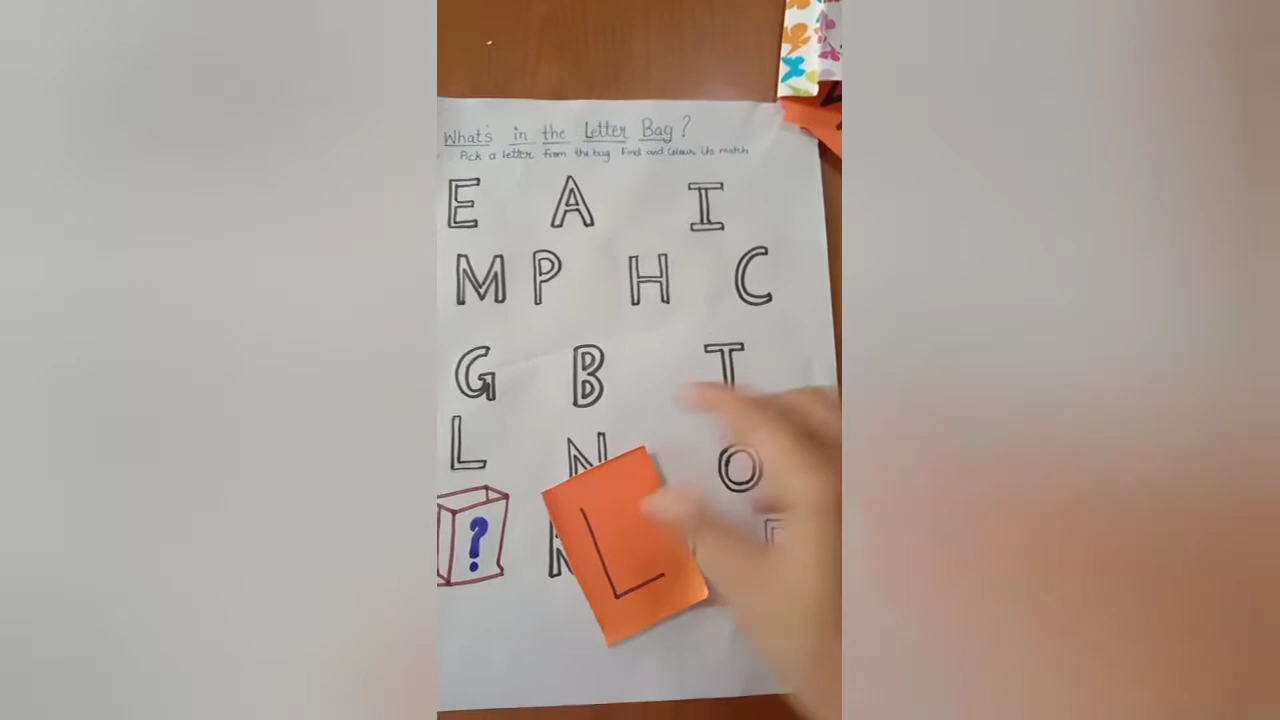 What's in the Letter Bag?
Pick a letter from the bag Find and Colour its match
E A I
M P H C
G B T
L N O
?
L